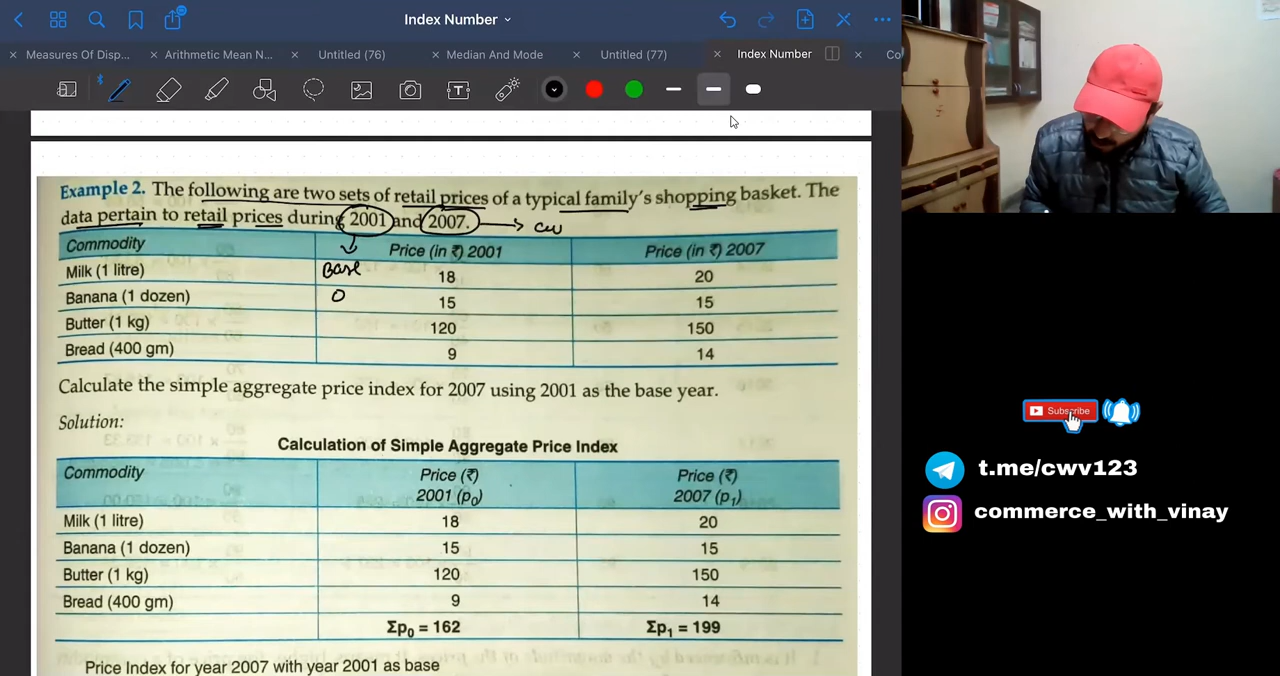 Index Number
Measures Of Disp... Arithmetic Mean N... Untitled (76) Median And Mode Untitled (77) Index Number Co
Example 2. The following are two sets of retail prices of a typical family's shopping basket. The
data pertain to retail prices during 2001 and 2007. → cw
Commodity Price (in ₹) 2001 Price (in ₹) 2007
Milk (1 litre) Base 18 20
Banana (1 dozen) 0 15 15
Butter (1 kg) 120 150
Bread (400 gm) 9 14
Calculate the simple aggregate price index for 2007 using 2001 as the base year.
Solution:
Calculation of Simple Aggregate Price Index
Commodity Price (₹) Price (₹)
2001 (p₀) 2007 (p₁)
Milk (1 litre) 18 20
Banana (1 dozen) 15 15
Butter (1 kg) 120 150
Bread (400 gm) 9 14
Σp₀ = 162 Σp₁ = 199
Price Index for year 2007 with year 2001 as base
Subscribe
t.me/cwv123
commerce_with_vinay